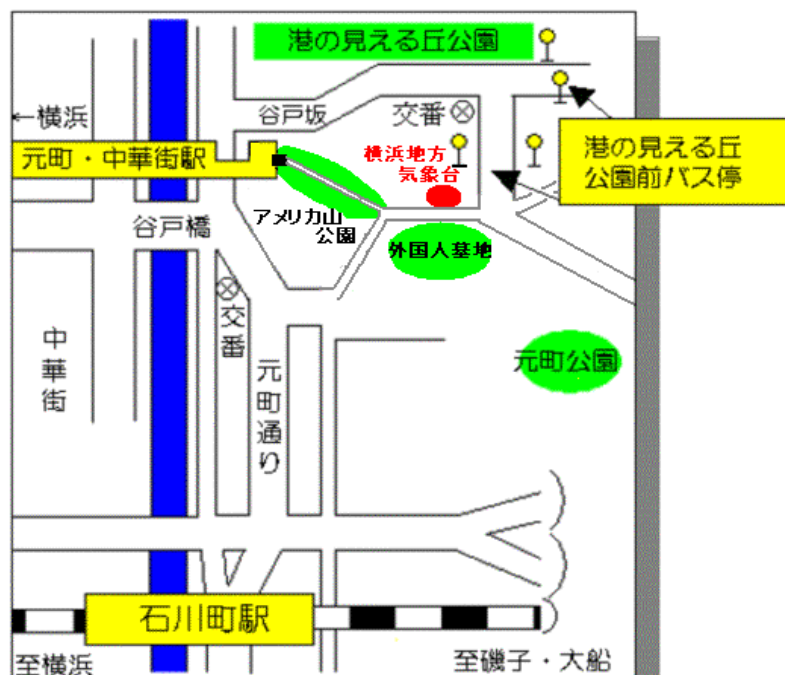 港の見える丘公園
←横浜
谷戸坂
交番
元町・中華街駅
横浜地方
気象台
港の見える丘
公園前バス停
アメリカ山
公園
谷戸橋
外国人墓地
交番
中華街
元町通り
元町公園
石川町駅
至横浜
至磯子・大船